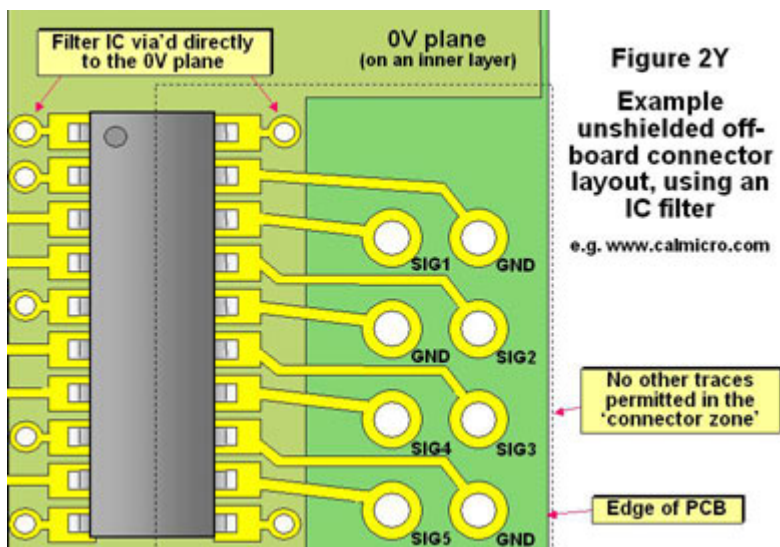 Filter IC via'd directly
to the 0V plane
0V plane
(on an inner layer)
Figure 2Y
Example
unshielded off-
board connector
layout, using an
IC filter
e.g. www.calmicro.com
SIG1
GND
GND
SIG2
No other traces
permitted in the
'connector zone'
SIG4
SIG3
Edge of PCB
SIG5
GND